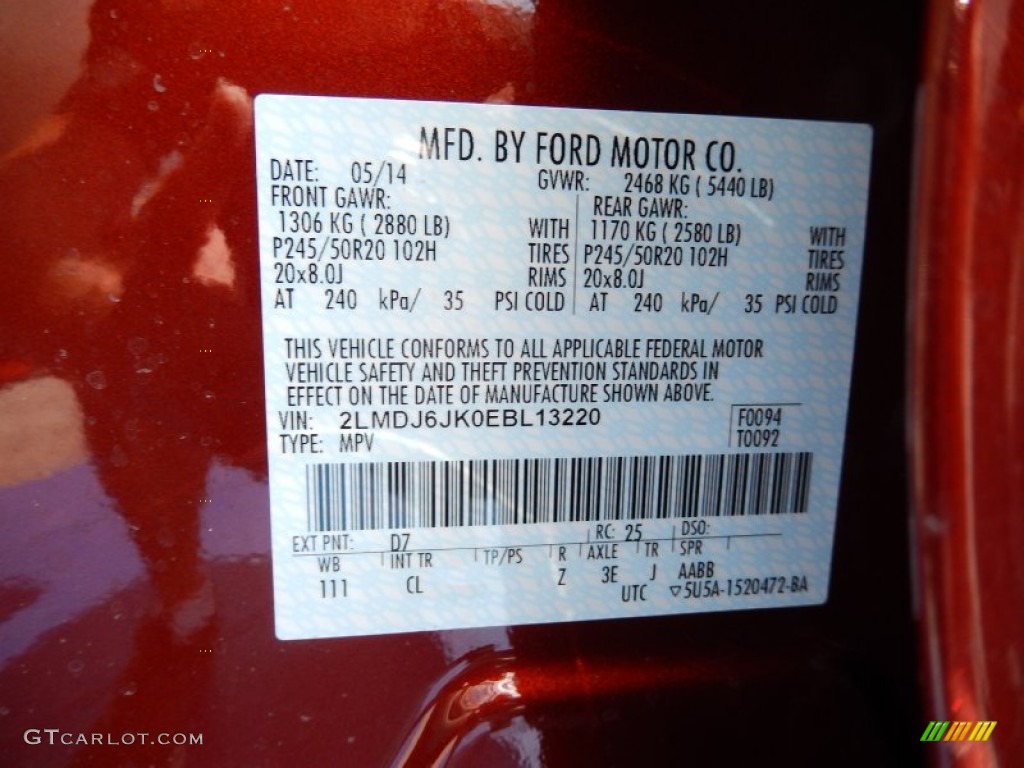 MFD. BY FORD MOTOR CO.
DATE: 05/14 GVWR: 2468 KG ( 5440 LB)
FRONT GAWR: REAR GAWR:
1306 KG ( 2880 LB) WITH 1170 KG ( 2580 LB) WITH
P245/50R20 102H TIRES P245/50R20 102H TIRES
20x8.0J RIMS 20x8.0J RIMS
AT 240 kPa/ 35 PSI COLD AT 240 kPa/ 35 PSI COLD
THIS VEHICLE CONFORMS TO ALL APPLICABLE FEDERAL MOTOR
VEHICLE SAFETY AND THEFT PREVENTION STANDARDS IN
EFFECT ON THE DATE OF MANUFACTURE SHOWN ABOVE.
VIN: 2LMDJ6JK0EBL13220 F0094
TYPE: MPV T0092
EXT PNT: D7 RC: 25 DSO:
WB INT TR TP/PS R AXLE TR SPR
111 CL Z 3E J AABB
UTC ▽5U5A-1520472-BA
GTCARLOT.COM